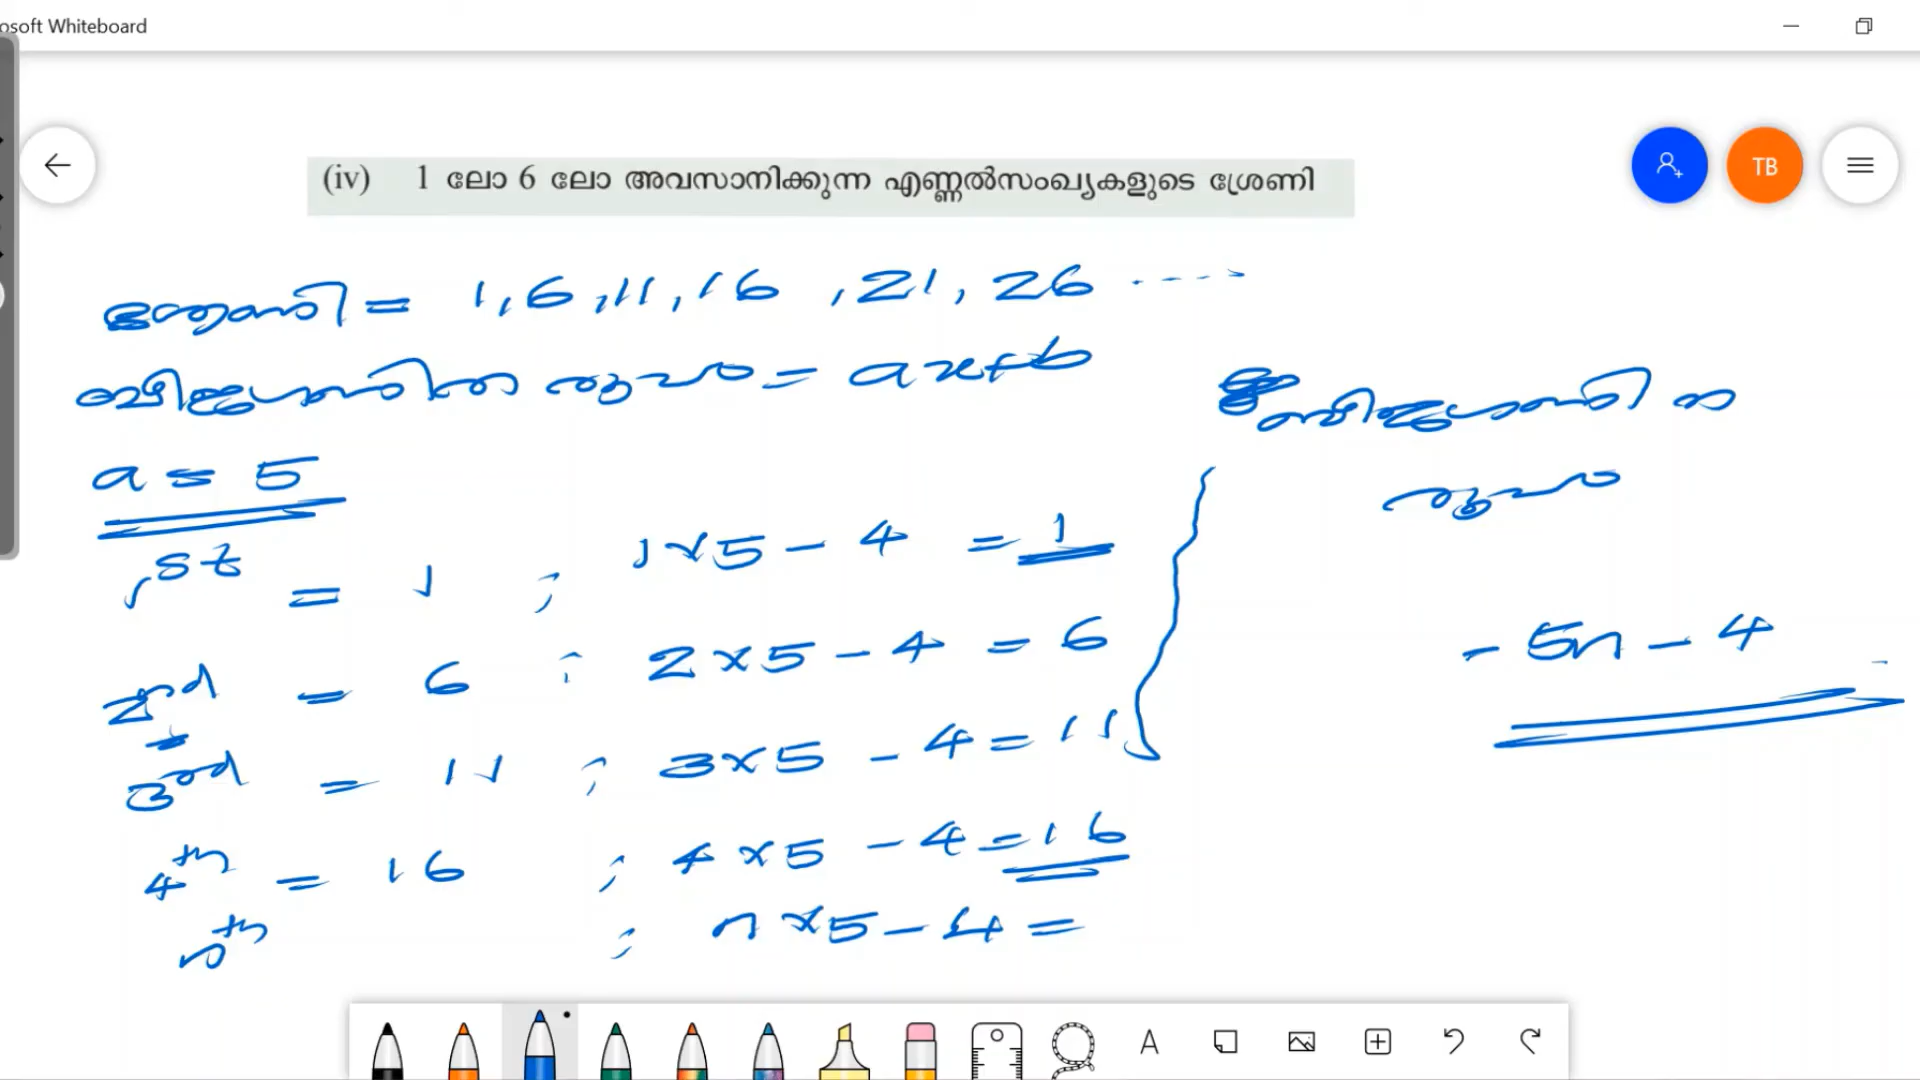 osoft Whiteboard
TB
(iv) 1 ലോ 6 ലോ അവസാനിക്കുന്ന എണ്ണൽസംഖ്യകളുടെ ശ്രേണി
ശ്രേണി = 1, 6, 11, 16, 21, 26 ....
ബീജഗണിത രൂപം = ax+b
a = 5
1st = 1 ; 1×5 - 4 = 1
2nd = 6 ; 2×5 - 4 = 6
3rd = 11 ; 3×5 - 4 = 11
4th = 16 ; 4×5 - 4 = 16
nth ; n×5 - 4 =
ബീജഗണിത
രൂപം
- 5n - 4